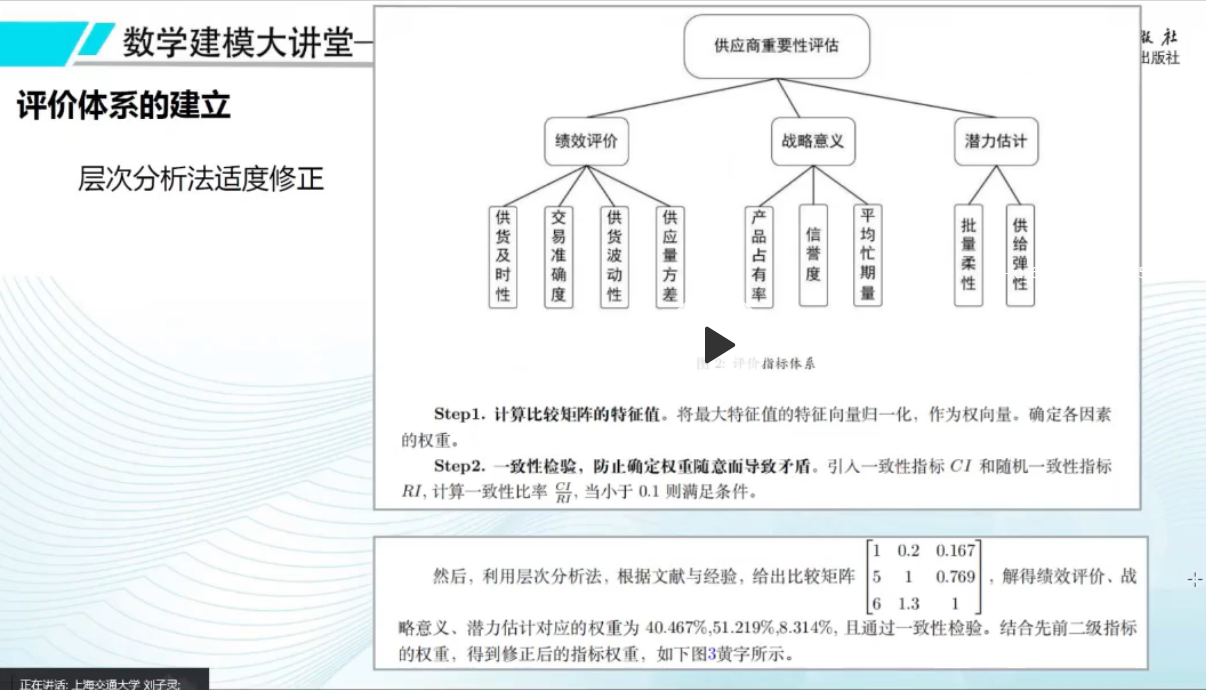 数学建模大讲堂
社
出版社
评价体系的建立
层次分析法适度修正
供应商重要性评估
绩效评价
战略意义
潜力估计
供货及时性
交易准确度
供货波动性
供应量方差
产品占有率
信誉度
平均忙期量
批量柔性
供给弹性
图 2: 评价指标体系
Step1. 计算比较矩阵的特征值。将最大特征值的特征向量归一化，作为权向量。确定各因素
的权重。
Step2. 一致性检验，防止确定权重随意而导致矛盾。引入一致性指标 CI 和随机一致性指标
RI, 计算一致性比率 CI/RI, 当小于 0.1 则满足条件。
1 0.2 0.167
然后，利用层次分析法，根据文献与经验，给出比较矩阵 5 1 0.769 ，解得绩效评价、战
6 1.3 1
略意义、潜力估计对应的权重为 40.467%,51.219%,8.314%, 且通过一致性检验。结合先前二级指标
的权重，得到修正后的指标权重，如下图3黄字所示。
正在讲话: 上海交通大学 刘子灵;